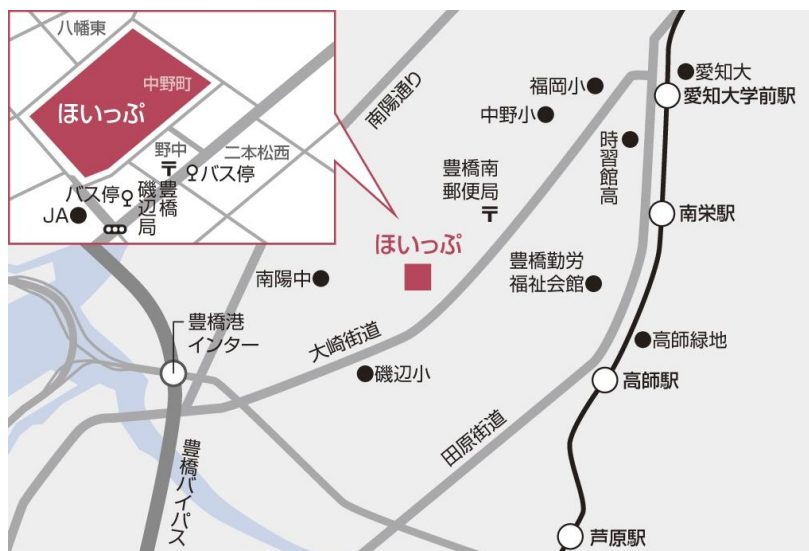 八幡東
中野町
ほいっぷ
野中
〒
二本松西
バス停
バス停
豊橋
磯辺局
JA
南陽通り
福岡小
中野小
愛知大
愛知大学前駅
時習館高
豊橋南
郵便局
〒
南栄駅
ほいっぷ
南陽中
豊橋勤労
福祉会館
豊橋港
インター
大崎街道
磯辺小
高師緑地
高師駅
田原街道
豊橋バイパス
芦原駅